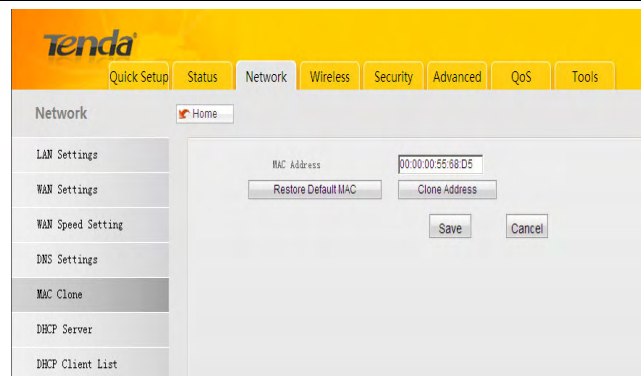 Tenda
Quick Setup Status Network Wireless Security Advanced QoS Tools
Network
Home
LAN Settings
WAN Settings
WAN Speed Setting
DNS Settings
MAC Clone
DHCP Server
DHCP Client List
MAC Address 00:00:00:55:68:D5
Restore Default MAC Clone Address
Save Cancel